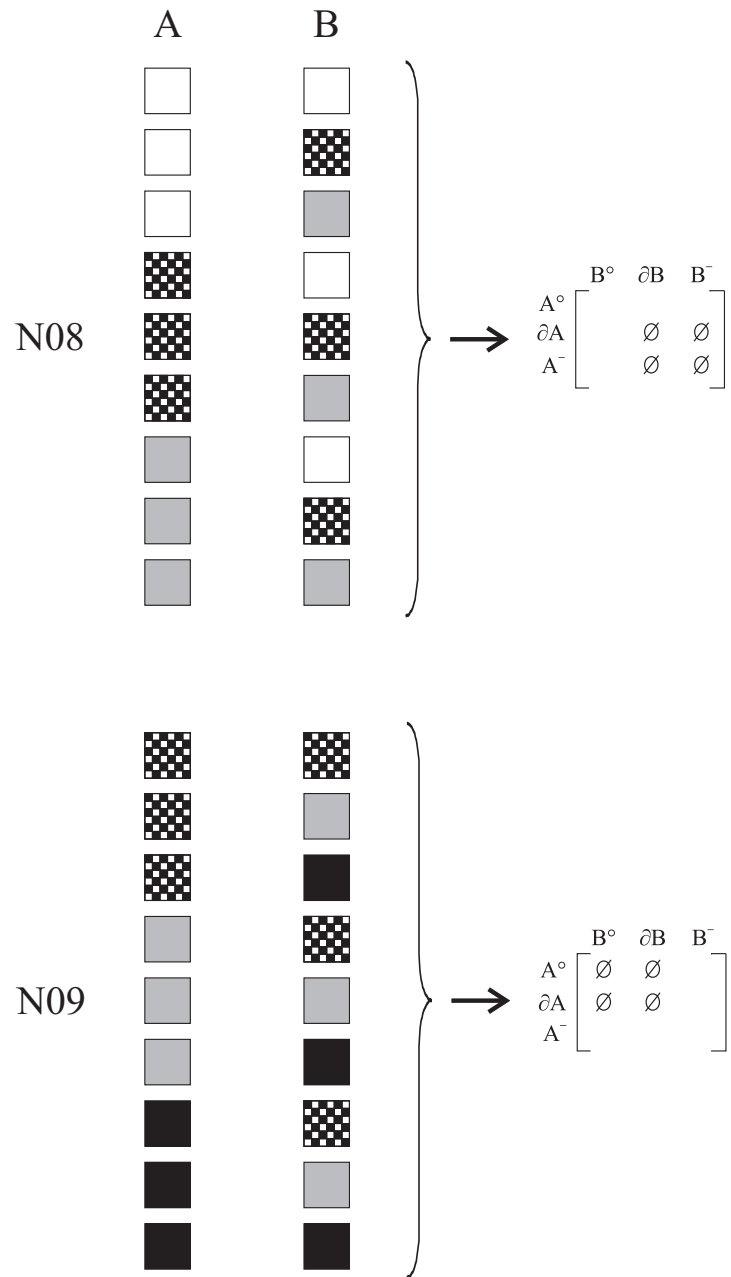 A B
N08
B° ∂B B⁻
A°
∂A ∅ ∅
A⁻ ∅ ∅
N09
B° ∂B B⁻
A° ∅ ∅
∂A ∅ ∅
A⁻